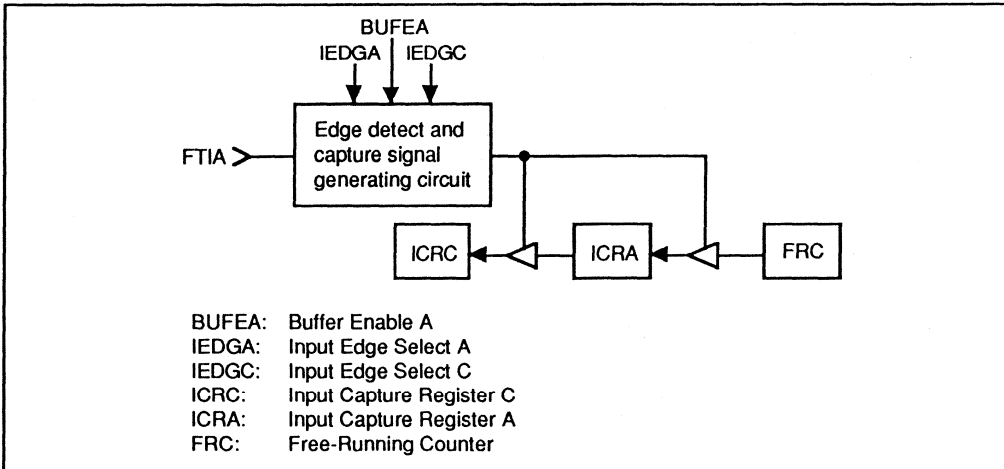 BUFEA
IEDGA IEDGC
FTIA
Edge detect and
capture signal
generating circuit
ICRC ICRA FRC
BUFEA: Buffer Enable A
IEDGA: Input Edge Select A
IEDGC: Input Edge Select C
ICRC: Input Capture Register C
ICRA: Input Capture Register A
FRC: Free-Running Counter